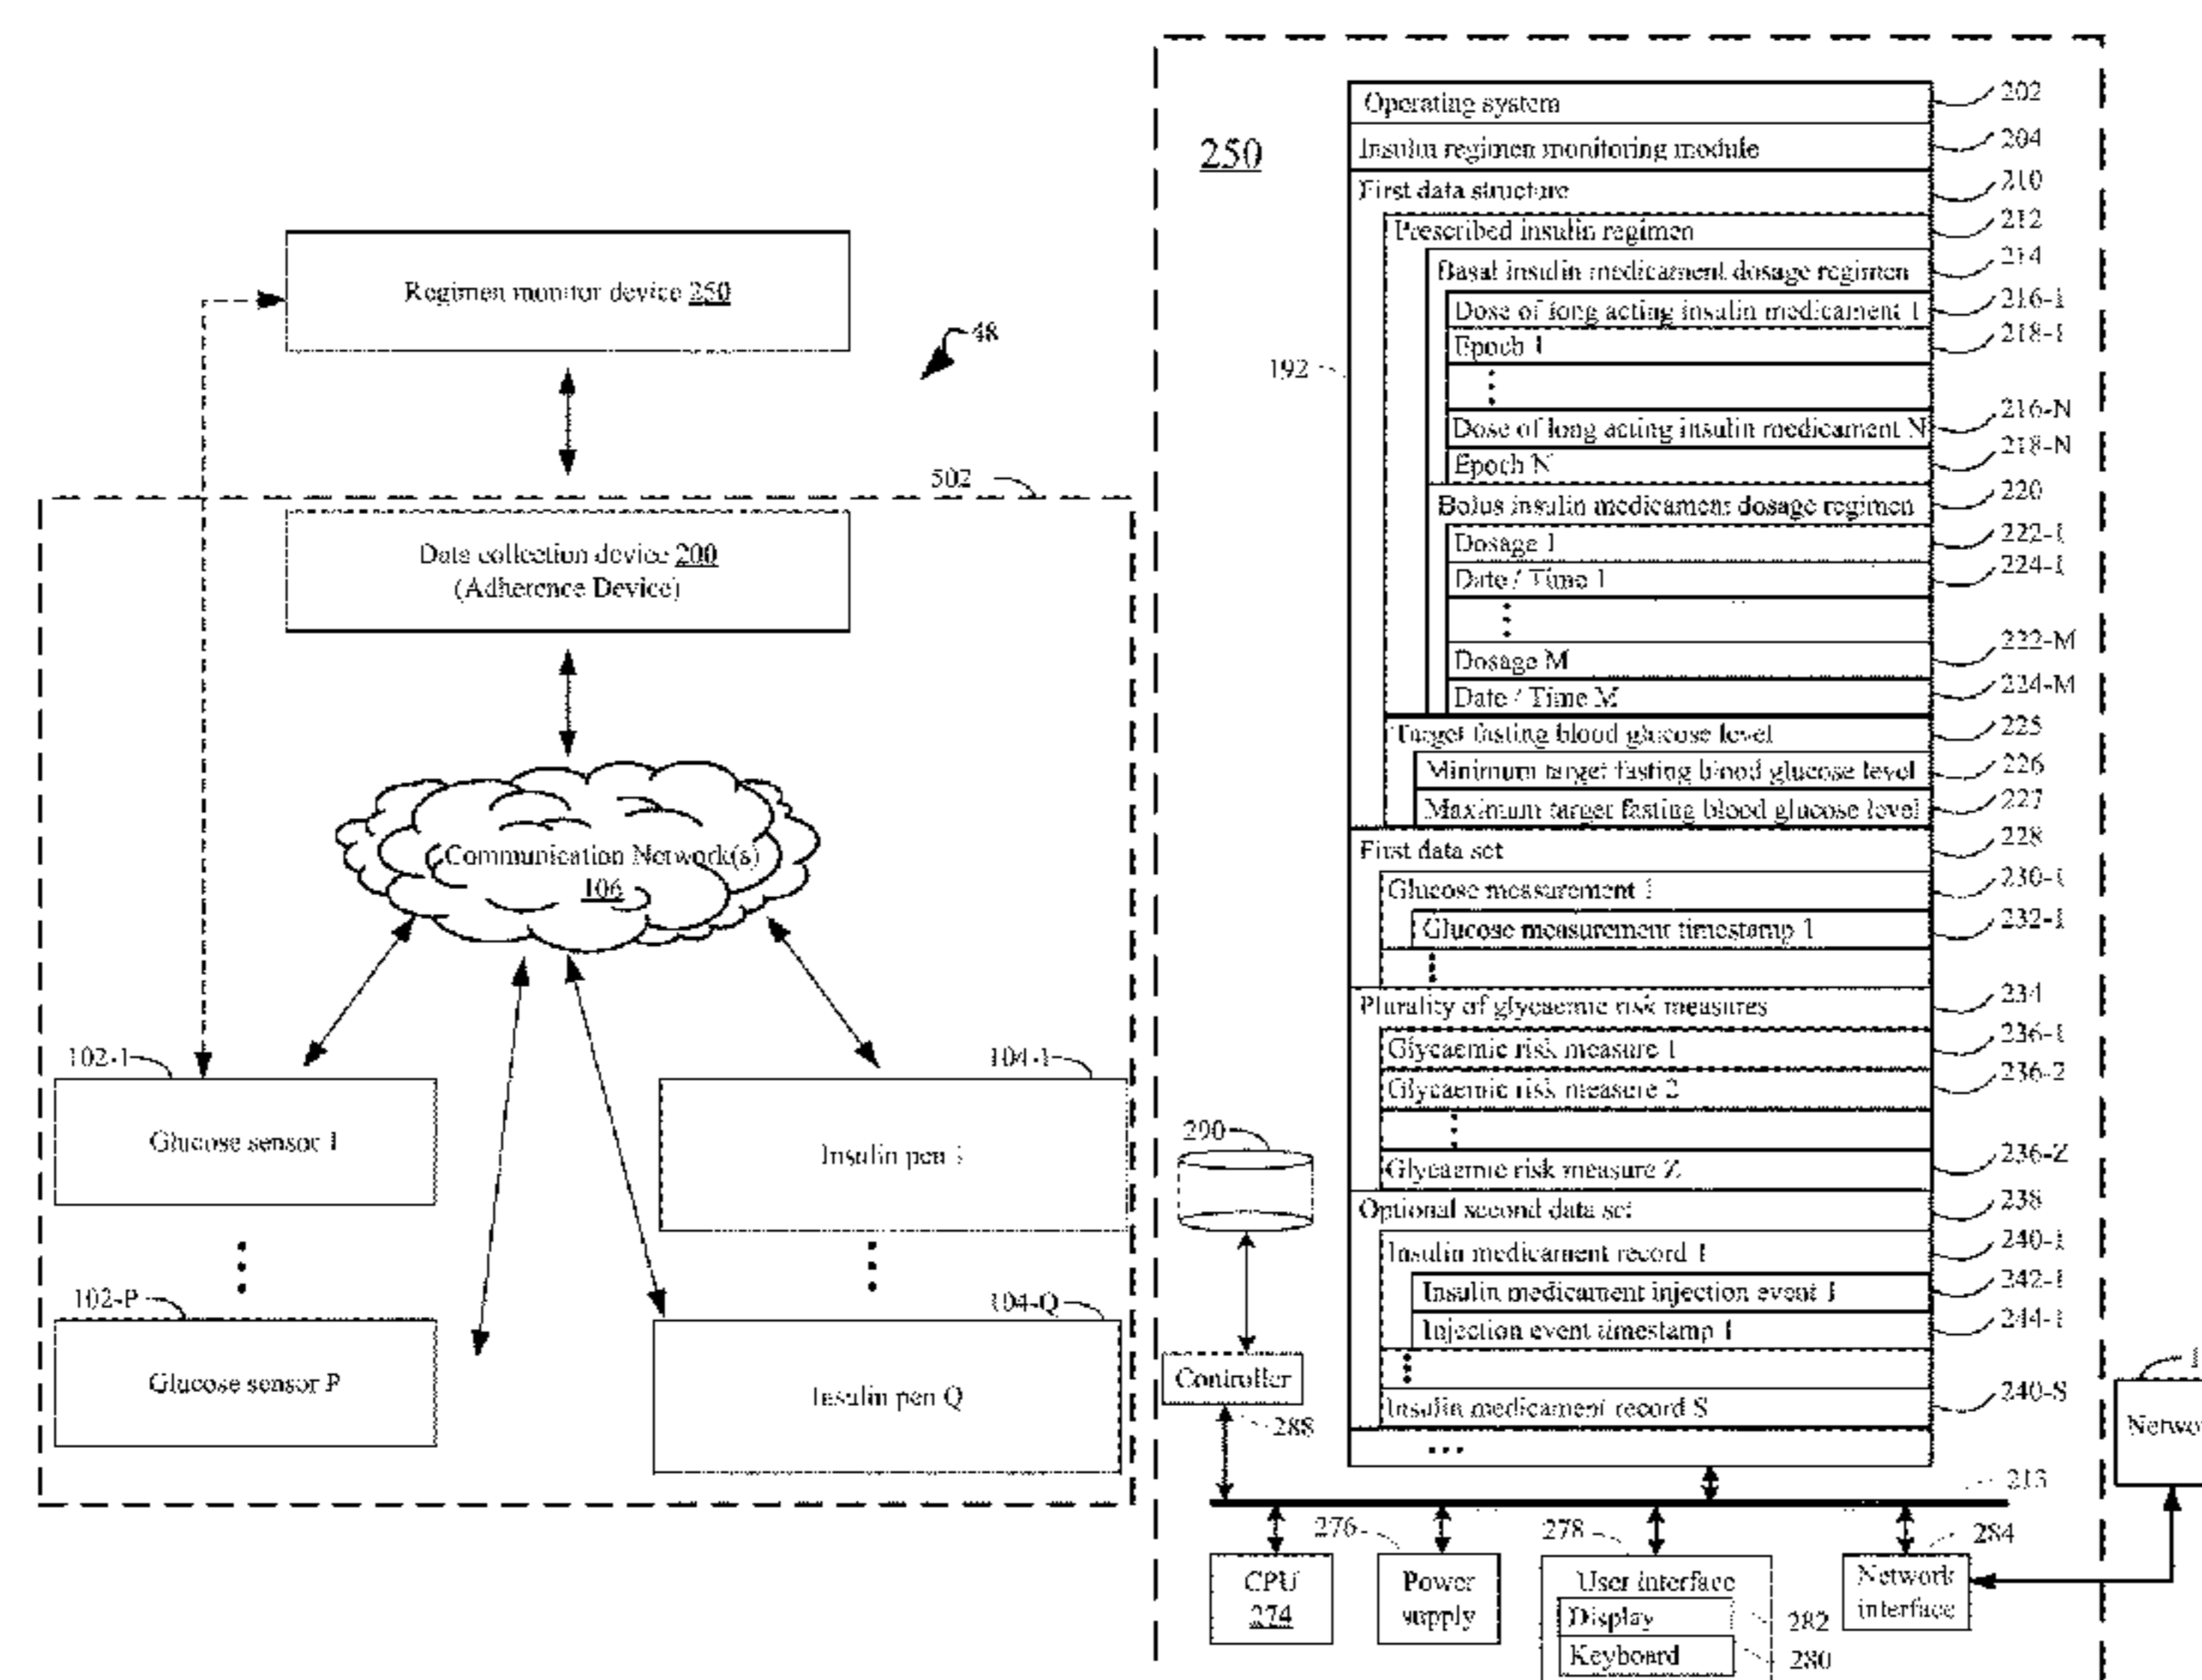 Regimen monitor device 250
48
502
Data collection device 200
(Adherence Device)
Communication Network(s)
106
102-1
Glucose sensor 1
104-1
Insulin pen 1
102-P
Glucose sensor P
104-Q
Insulin pen Q
250
192
Operating system 202
Insulin regimen monitoring module 204
First data structure 210
Prescribed insulin regimen 212
Basal insulin medicament dosage regimen 214
Dose of long acting insulin medicament 1 216-1
Epoch 1 218-1
Dose of long acting insulin medicament N 216-N
Epoch N 218-N
Bolus insulin medicament dosage regimen 220
Dosage 1 222-1
Date / Time 1 224-1
Dosage M 222-M
Date / Time M 224-M
Target fasting blood glucose level 225
Minimum target fasting blood glucose level 226
Maximum target fasting blood glucose level 227
First data set 228
Glucose measurement 1 230-1
Glucose measurement timestamp 1 232-1
Plurality of glycaemic risk measures 234
Glycaemic risk measure 1 236-1
Glycaemic risk measure 2 236-2
Glycaemic risk measure Z 236-Z
Optional second data set 238
Insulin medicament record 1 240-1
Insulin medicament injection event 1 242-1
Injection event timestamp 1 244-1
Insulin medicament record S 240-S
290
Controller
288
213
276
278
284
CPU
274
Power
supply
User interface
Display 282
Keyboard 280
Network
interface